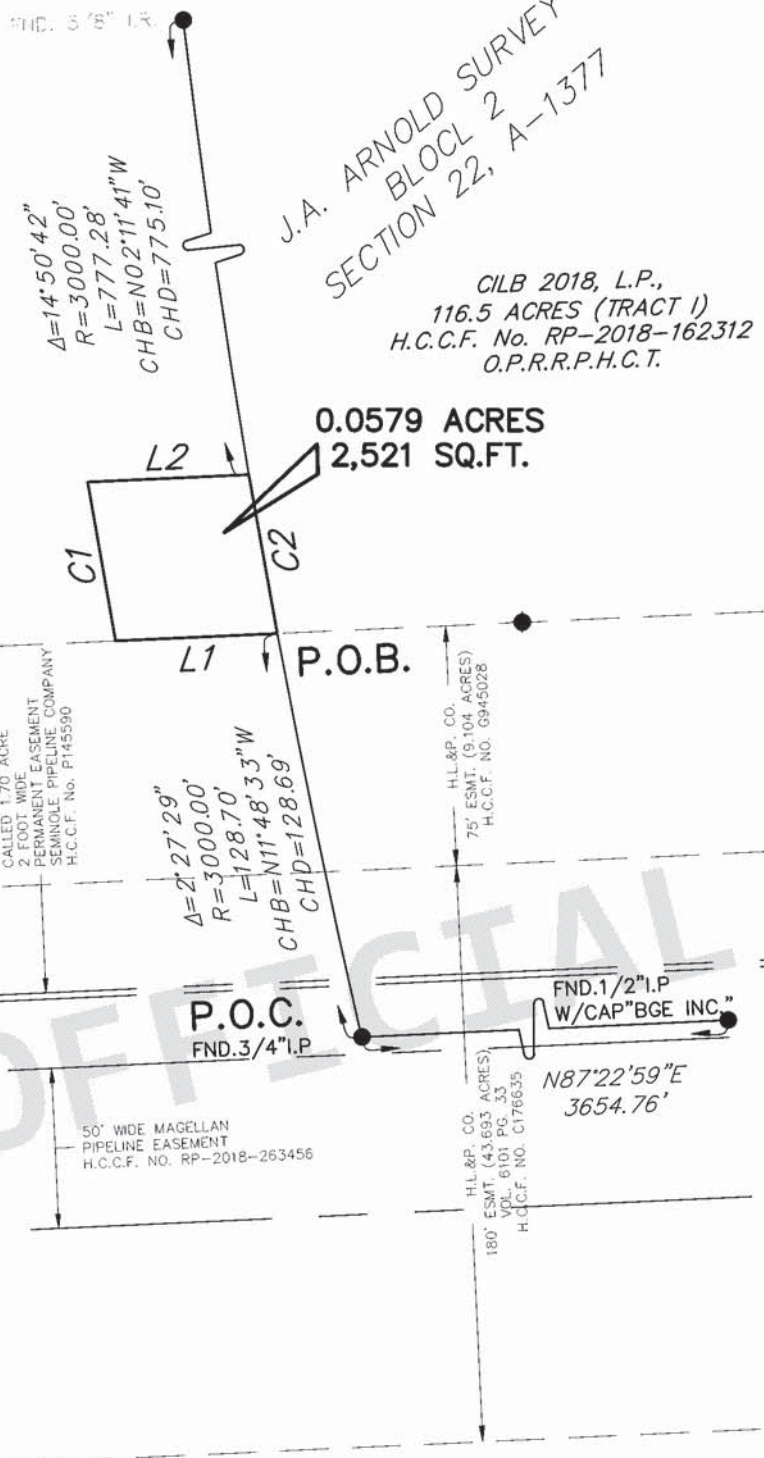 FND. 5/8" I.R.
J.A. ARNOLD SURVEY
BLOCL 2
SECTION 22, A-1377
Δ=14°50'42"
R=3000.00'
L=777.28'
CHB=N02°11'41"W
CHD=775.10'
CILB 2018, L.P.,
116.5 ACRES (TRACT I)
H.C.C.F. No. RP-2018-162312
O.P.R.R.P.H.C.T.
0.0579 ACRES
2,521 SQ.FT.
L2
C1
C2
L1
P.O.B.
CALLED 1.70 ACRE
2 FOOT WIDE
PERMANENT EASEMENT
SEMINOLE PIPELINE COMPANY
H.C.C.F. No. P145590
H.L.&P. CO.
75' ESMT. (9.104 ACRES)
H.C.C.F. NO. G945028
Δ=2°27'29"
R=3000.00'
L=128.70'
CHB=N11°48'33"W
CHD=128.69'
P.O.C.
FND.3/4"I.P
FND.1/2"I.P
W/CAP"BGE INC."
N87°22'59"E
3654.76'
50' WIDE MAGELLAN
PIPELINE EASEMENT
H.C.C.F. NO. RP-2018-263456
H.L.&P. CO.
180' ESMT. (43.693 ACRES)
VOL. 6101 PG. 33
H.C.C.F. NO. C176635
OFFICIAL